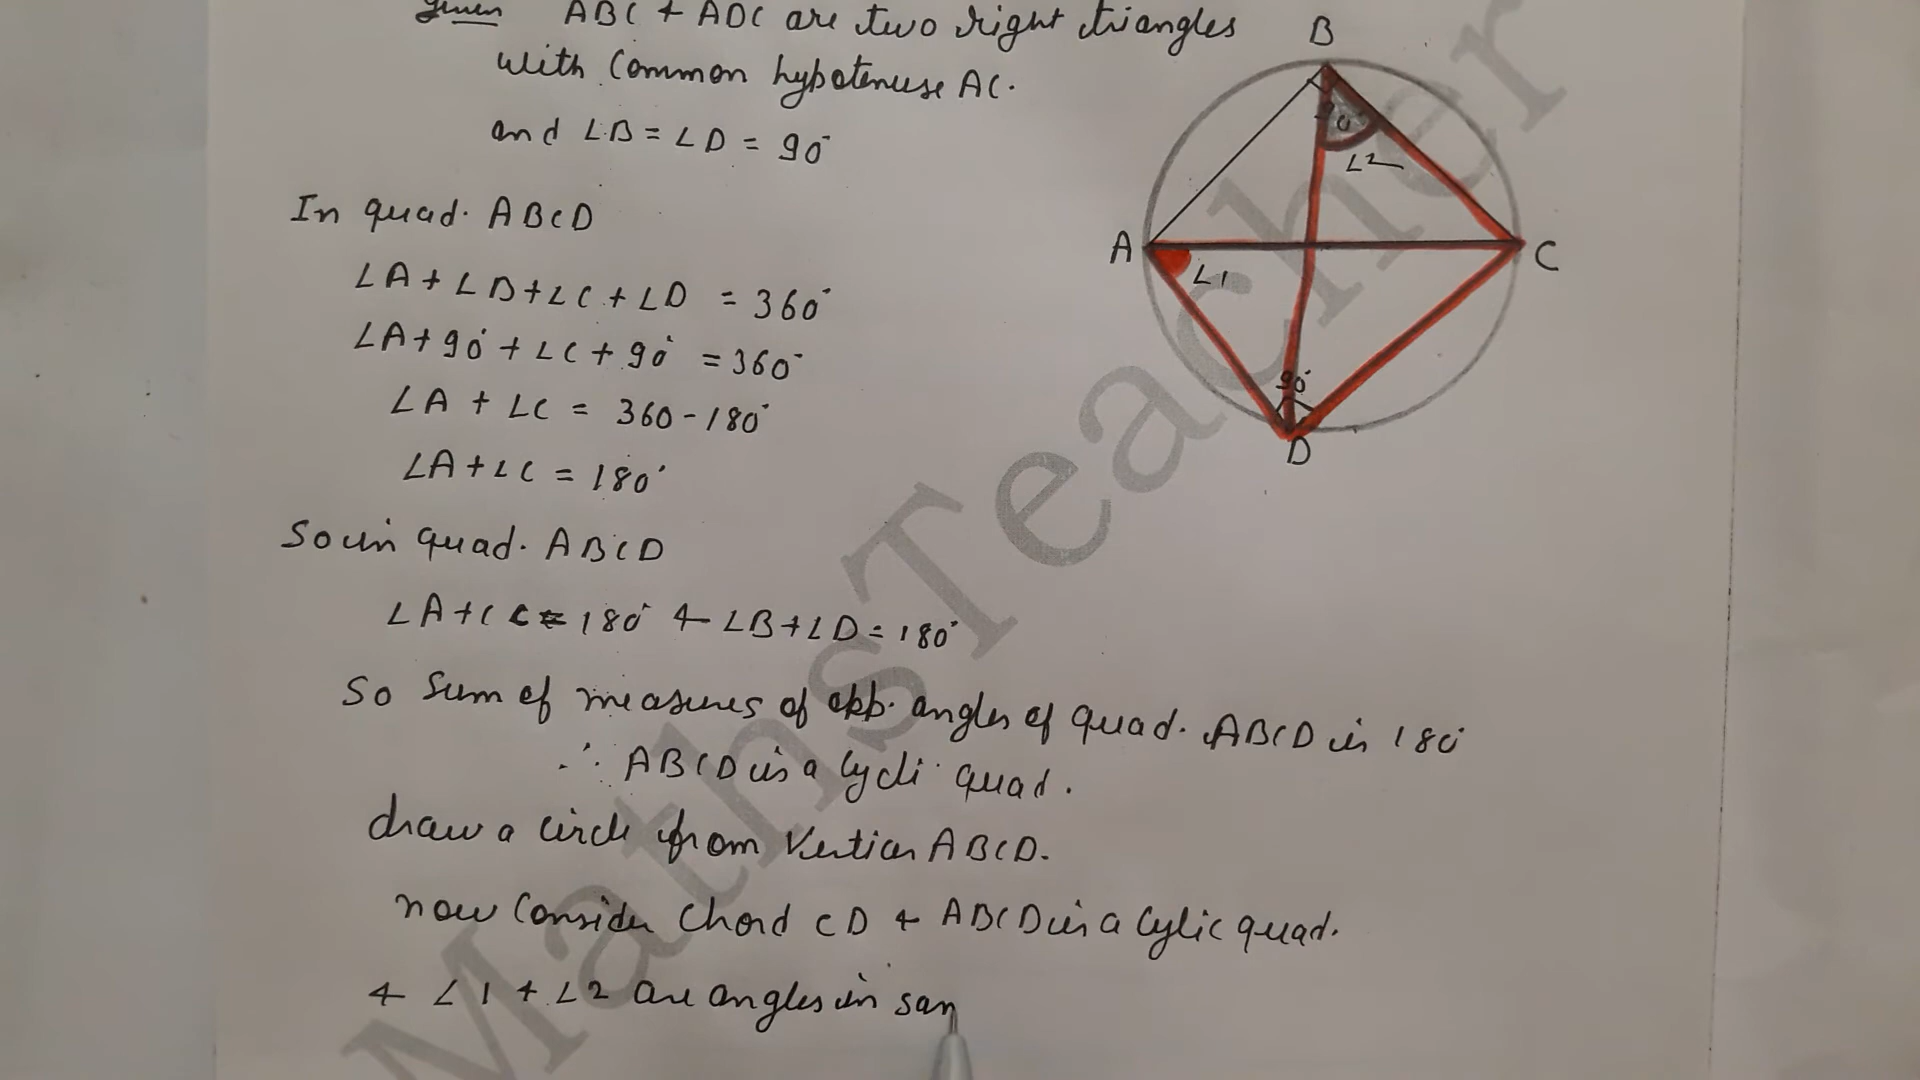 Given ABC & ADC are two right triangles
with Common hypotenuse AC.
and ∠B = ∠D = 90°
In quad. ABCD
∠A + ∠B + ∠C + ∠D = 360°
∠A + 90° + ∠C + 90° = 360°
∠A + ∠C = 360 - 180°
∠A + ∠C = 180°
So in quad. ABCD
∠A + ∠C = 180° & ∠B + ∠D = 180°
So Sum of measures of opp. angles of quad. ABCD is 180
∴ ABCD is a Cycli quad.
draw a circle from Vertices ABCD.
now Consider Chord CD & ABCD is a Cylic quad.
& ∠1 & ∠2 are angles in sam
B
∠2
A
C
∠1
90°
D
MathsTeacher